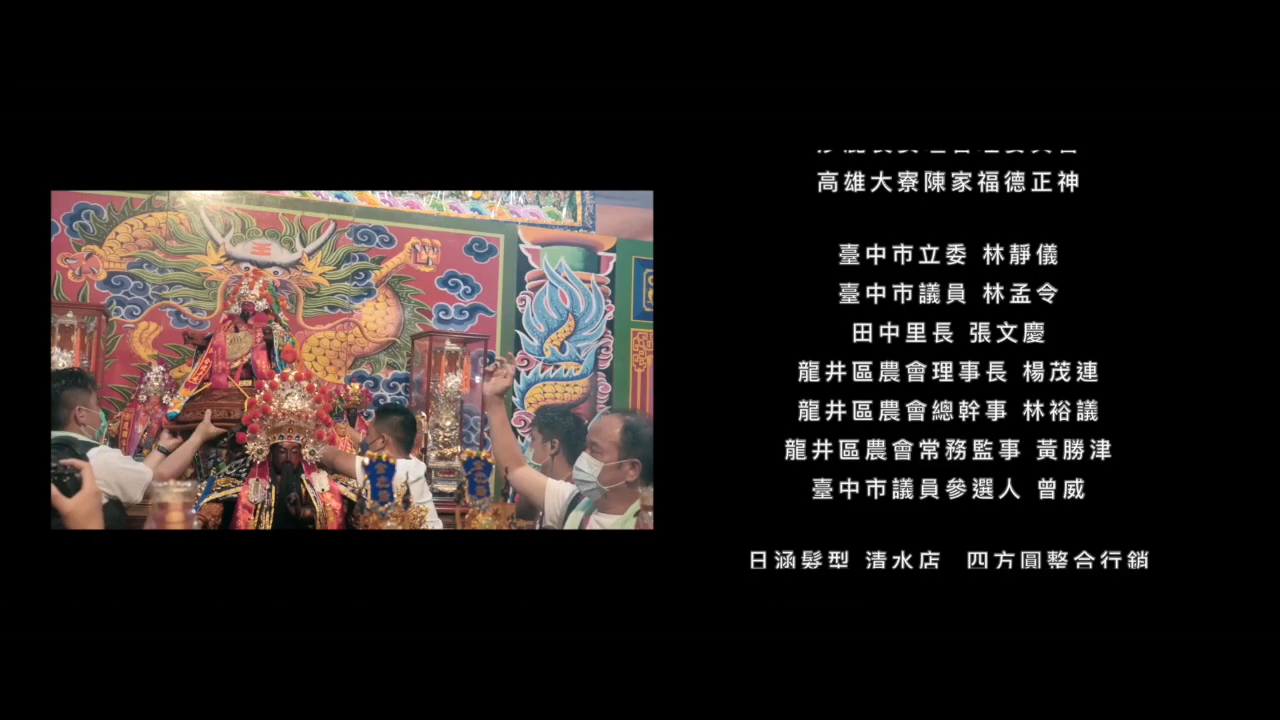 高雄大寮陳家福德正神
臺中市立委 林靜儀
臺中市議員 林孟令
田中里長 張文慶
龍井區農會理事長 楊茂連
龍井區農會總幹事 林裕議
龍井區農會常務監事 黃勝津
臺中市議員參選人 曾威
日涵髮型 清水店 四方圓整合行銷
王